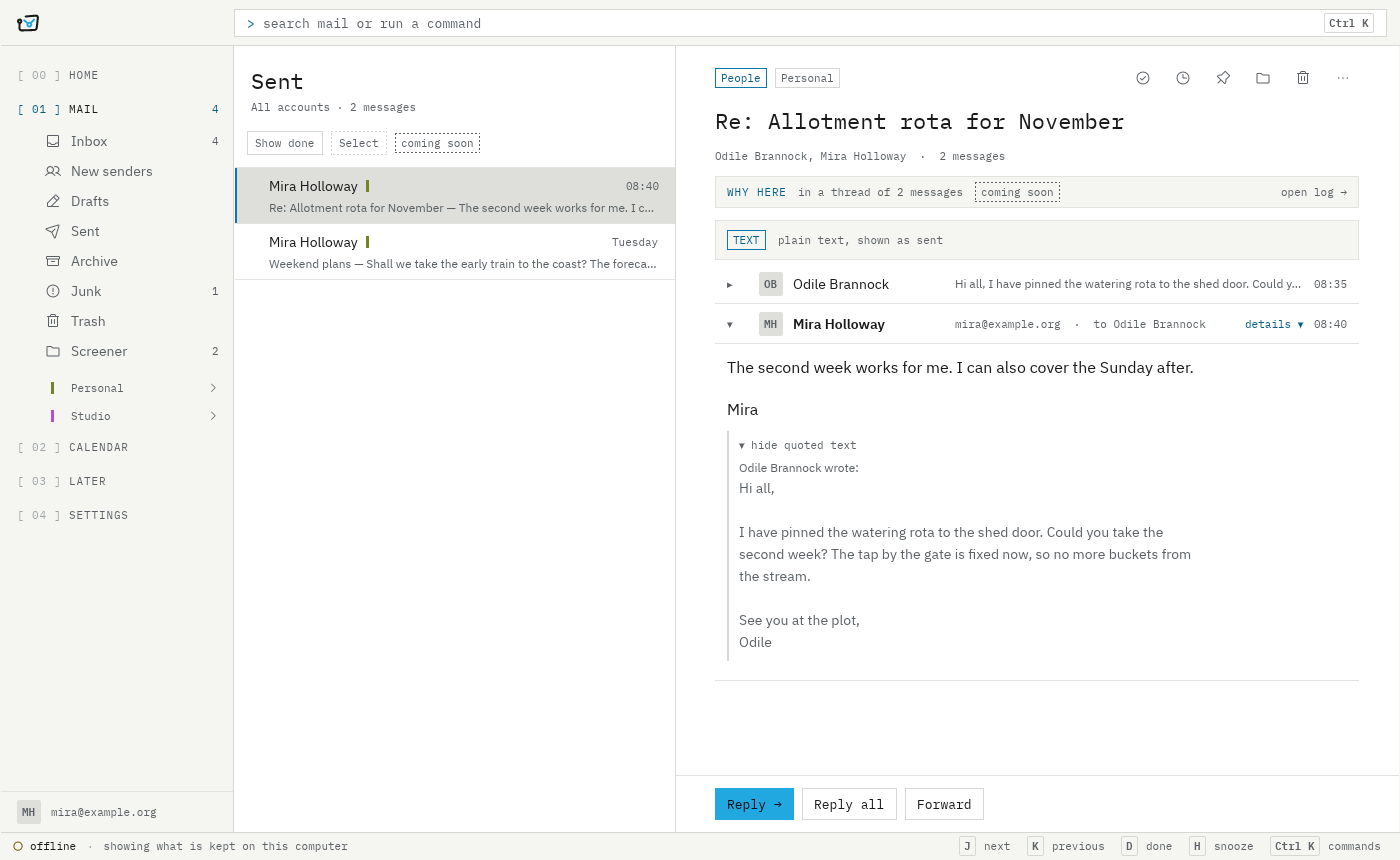 > search mail or run a command Ctrl K
[ 00 ] HOME
[ 01 ] MAIL 4
Inbox 4
New senders
Drafts
Sent
Archive
Junk 1
Trash
Screener 2
Personal
Studio
[ 02 ] CALENDAR
[ 03 ] LATER
[ 04 ] SETTINGS
MH mira@example.org
Sent
All accounts · 2 messages
Show done Select coming soon
Mira Holloway 08:40
Re: Allotment rota for November — The second week works for me. I c…
Mira Holloway Tuesday
Weekend plans — Shall we take the early train to the coast? The foreca…
People Personal
Re: Allotment rota for November
Odile Brannock, Mira Holloway · 2 messages
WHY HERE in a thread of 2 messages coming soon open log →
TEXT plain text, shown as sent
▸ OB Odile Brannock Hi all, I have pinned the watering rota to the shed door. Could y… 08:35
▾ MH Mira Holloway mira@example.org · to Odile Brannock details ▾ 08:40
The second week works for me. I can also cover the Sunday after.
Mira
▾ hide quoted text
Odile Brannock wrote:
Hi all,
I have pinned the watering rota to the shed door. Could you take the
second week? The tap by the gate is fixed now, so no more buckets from
the stream.
See you at the plot,
Odile
Reply → Reply all Forward
offline · showing what is kept on this computer
J next K previous D done H snooze Ctrl K commands